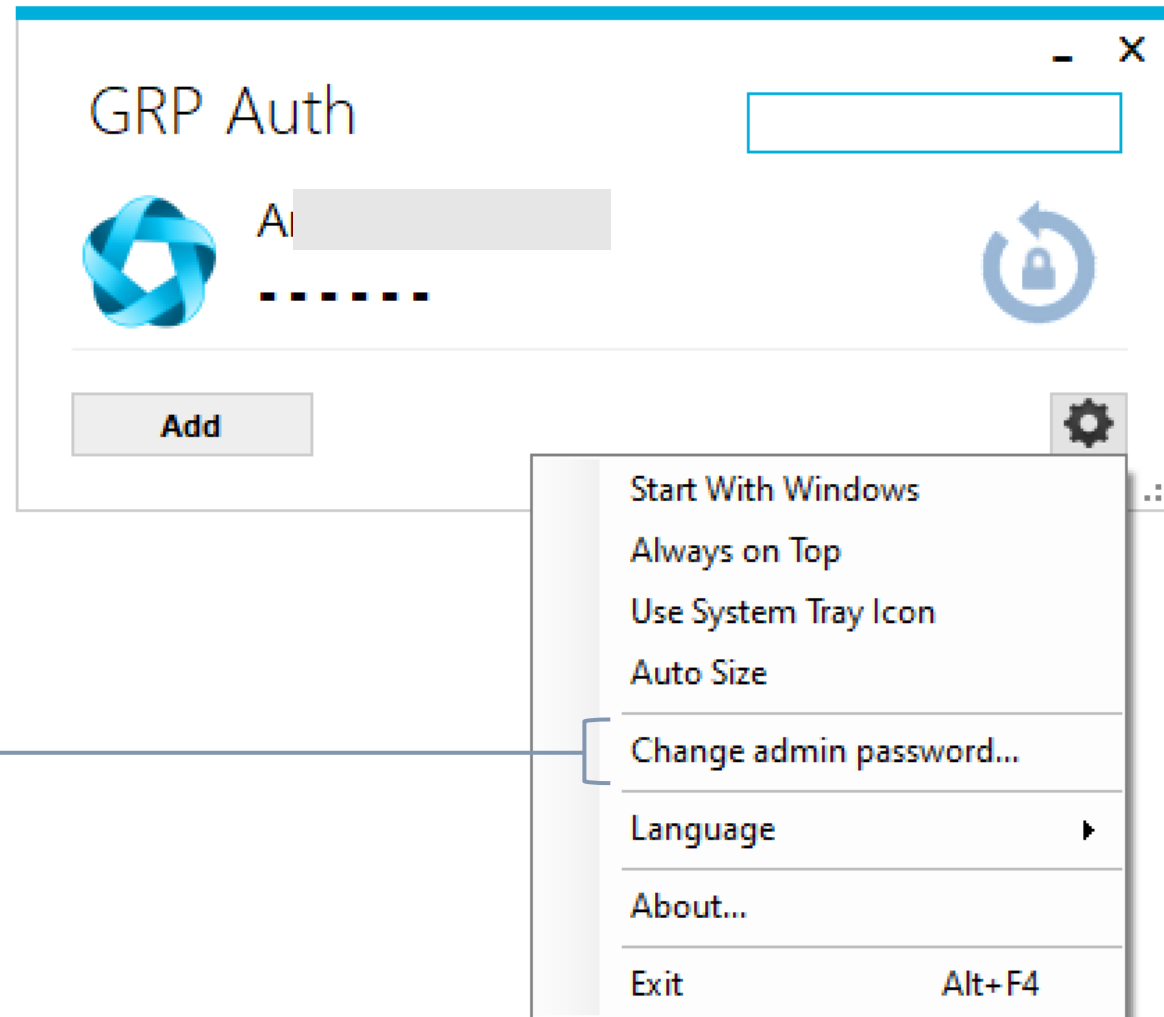 GRP Auth
------
Add
Start With Windows
Always on Top
Use System Tray Icon
Auto Size
Change admin password...
Language
About...
Exit Alt+F4